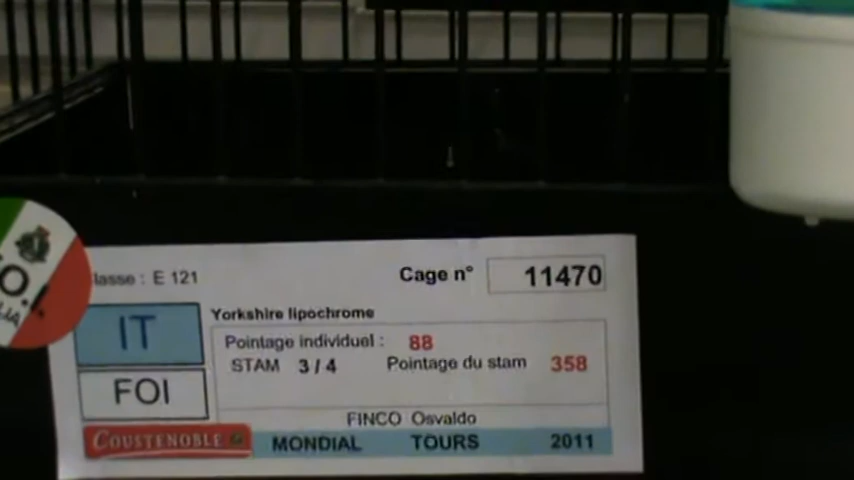 Classe : E 121
Cage n° 11470
IT
FOI
Yorkshire lipochrome
Pointage individuel : 88
STAM 3 / 4 Pointage du stam 358
FINCO Osvaldo
COUSTENOBLE
MONDIAL TOURS 2011